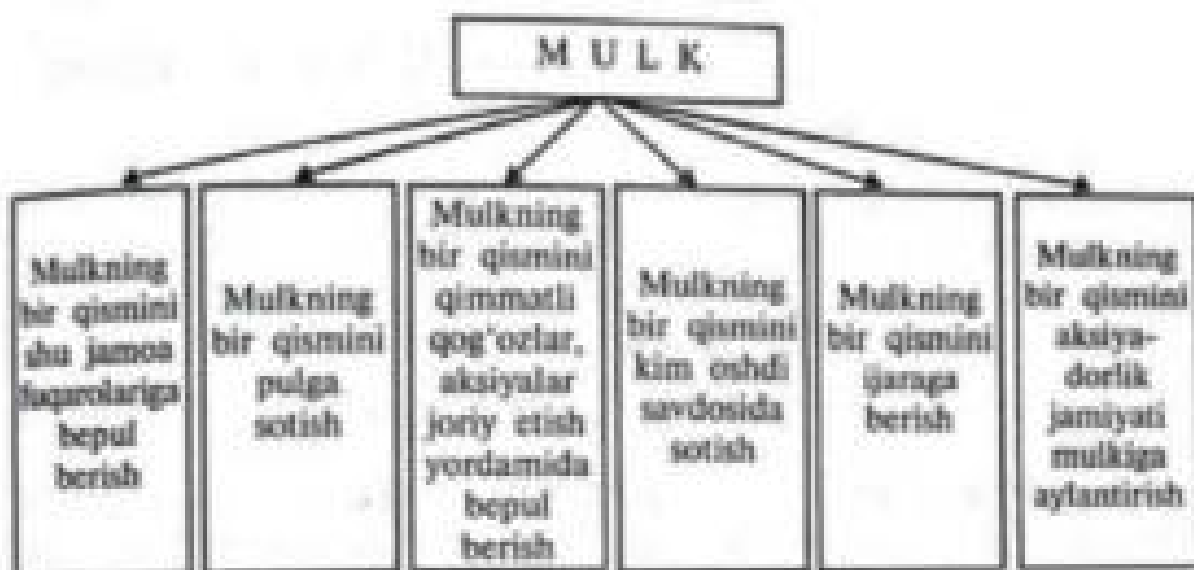 M U L K
Mulkning
bir qismini
shu jamoa
fuqarolariga
bepul
berish
Mulkning
bir qismini
pulga
sotish
Mulkning
bir qismini
qimmatli
qog‘ozlar,
aksiyalar
joriy etish
yordamida
bepul
berish
Mulkning
bir qismini
kim oshdi
savdosida
sotish
Mulkning
bir qismini
ijaraga
berish
Mulkning
bir qismini
aksiya-
dorlik
jamiyati
mulkiga
aylantirish